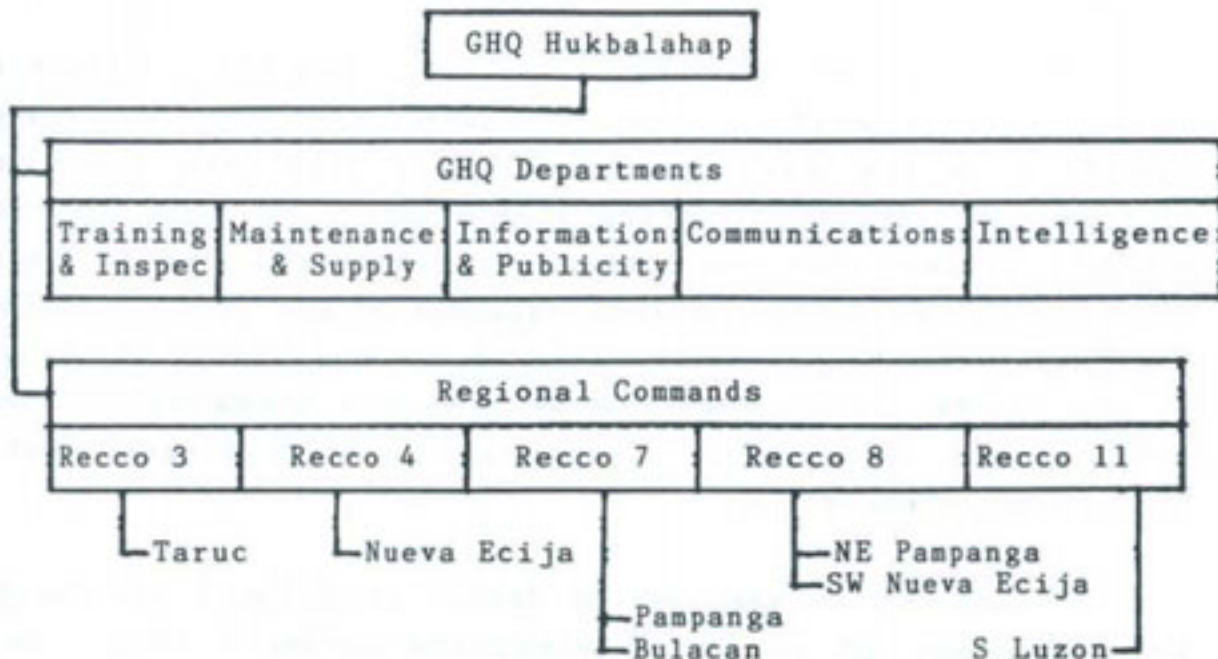 GHQ Hukbalahap
GHQ Departments
Training & Inspec
Maintenance & Supply
Information & Publicity
Communications
Intelligence
Regional Commands
Recco 3
Recco 4
Recco 7
Recco 8
Recco 11
Taruc
Nueva Ecija
Pampanga
Bulacan
NE Pampanga
SW Nueva Ecija
S Luzon